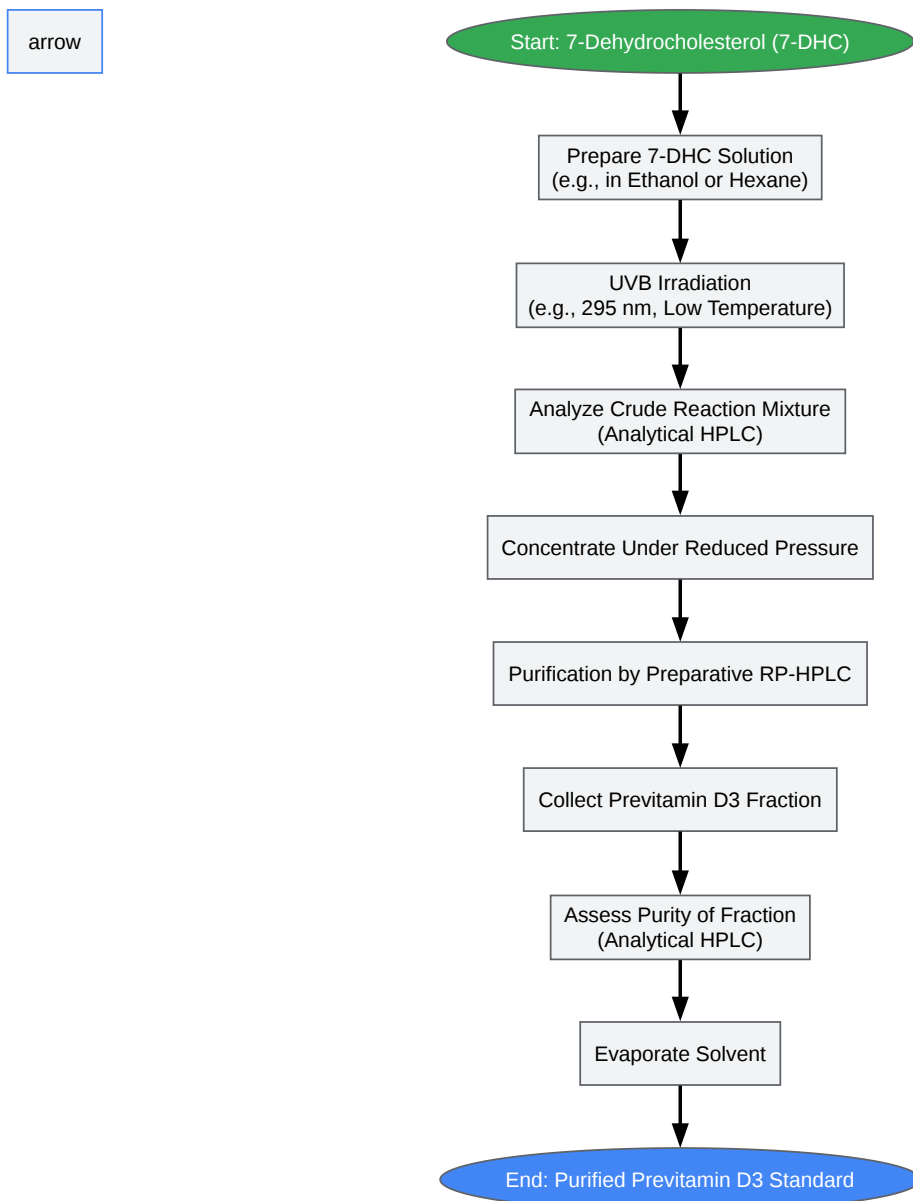 arrow
Start: 7-Dehydrocholesterol (7-DHC)
Prepare 7-DHC Solution
(e.g., in Ethanol or Hexane)
UVB Irradiation
(e.g., 295 nm, Low Temperature)
Analyze Crude Reaction Mixture
(Analytical HPLC)
Concentrate Under Reduced Pressure
Purification by Preparative RP-HPLC
Collect Previtamin D3 Fraction
Assess Purity of Fraction
(Analytical HPLC)
Evaporate Solvent
End: Purified Previtamin D3 Standard